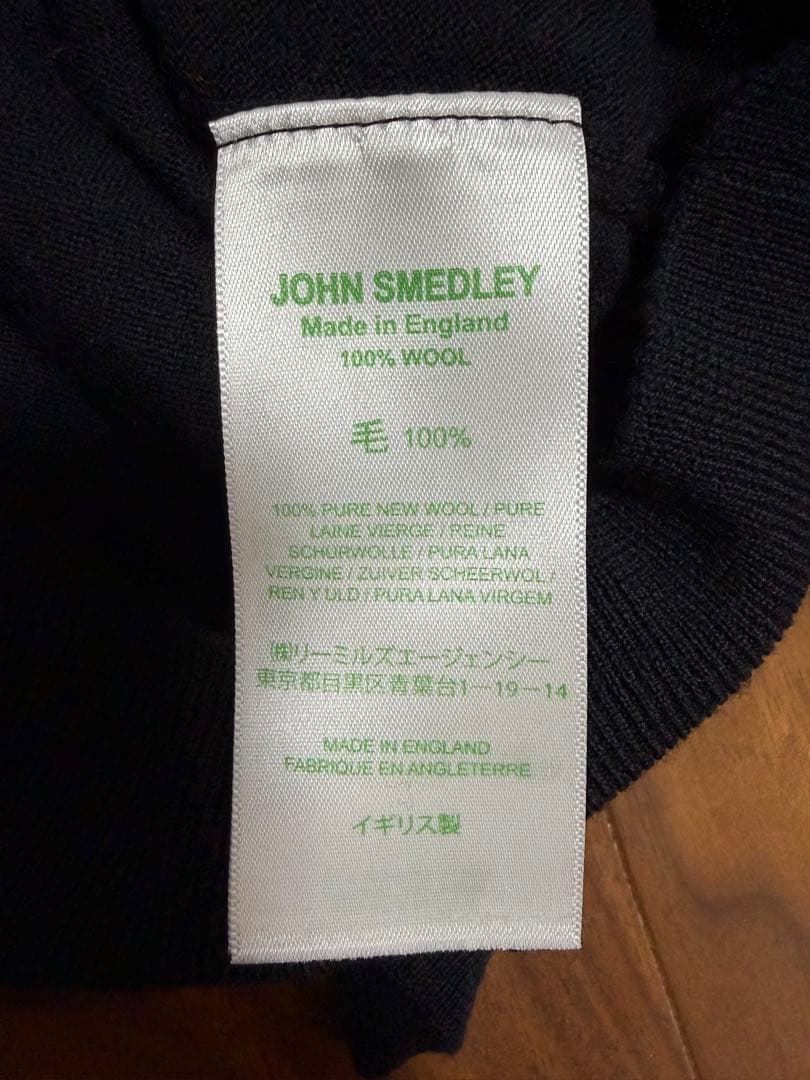 JOHN SMEDLEY
Made in England
100% WOOL
毛 100%
100% PURE NEW WOOL / PURE
LAINE VIERGE / REINE
SCHURWOLLE / PURA LANA
VERGINE / ZUIVER SCHEERWOL /
REN Y ULD / PURA LANA VIRGEM
㈱リーミルズエージェンシー
東京都目黒区青葉台1-19-14
MADE IN ENGLAND
FABRIQUE EN ANGLETERRE
イギリス製